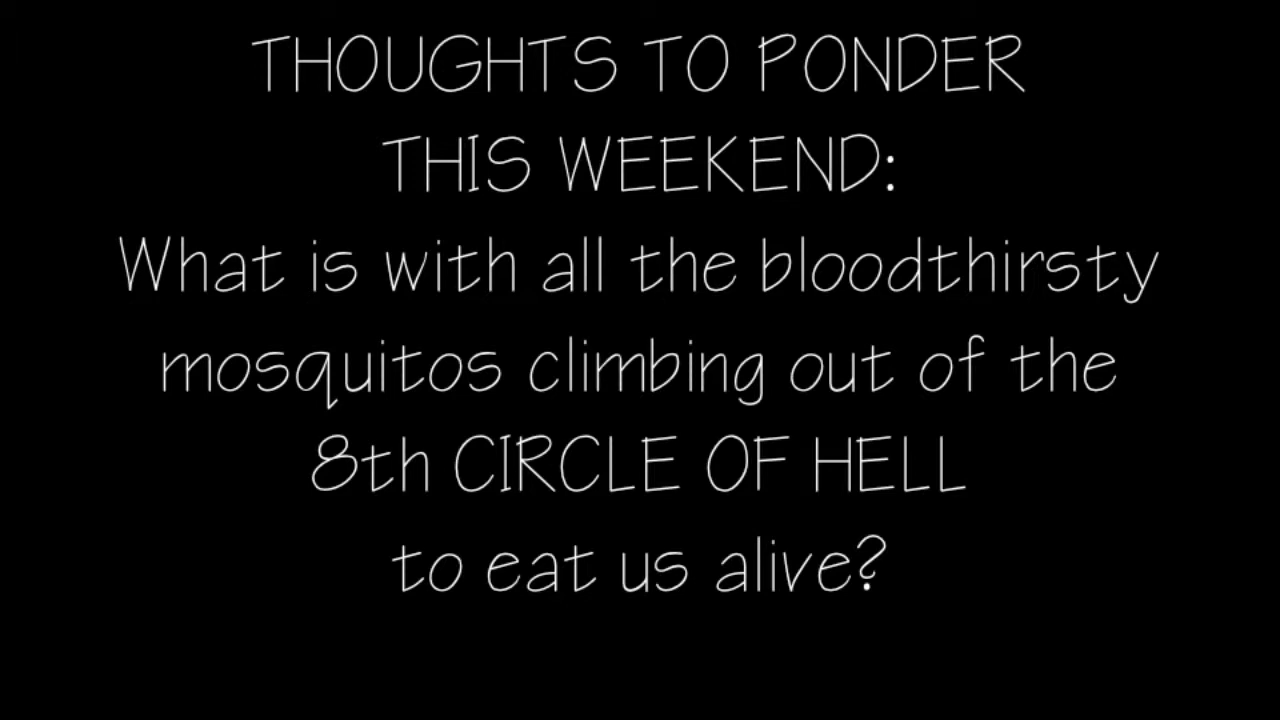 THOUGHTS TO PONDER
THIS WEEKEND:
What is with all the bloodthirsty
mosquitos climbing out of the
8th CIRCLE OF HELL
to eat us alive?